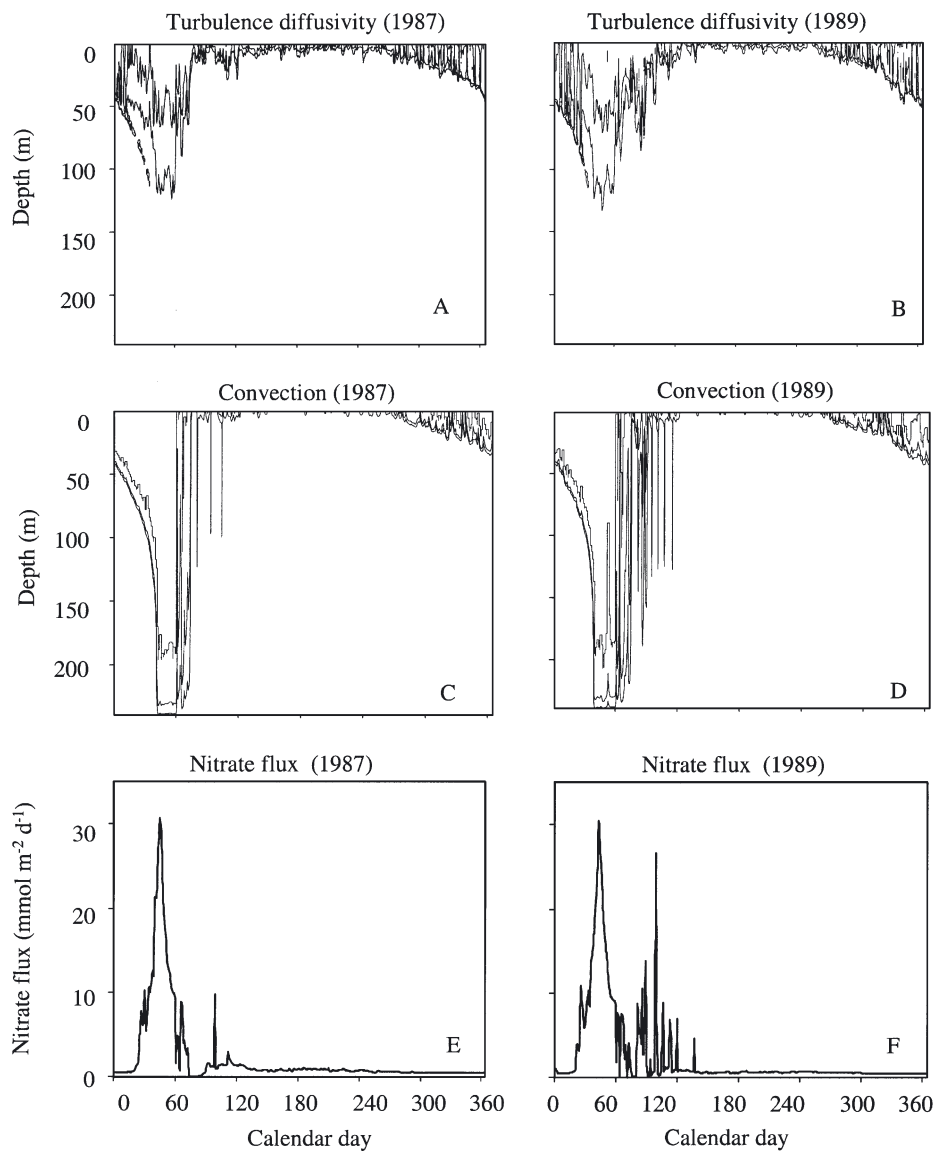 Turbulence diffusivity (1987)
Turbulence diffusivity (1989)
0
50
100
150
200
Depth (m)
A
B
Convection (1987)
Convection (1989)
0
50
100
150
200
Depth (m)
C
D
Nitrate flux (1987)
Nitrate flux (1989)
30
20
10
0
Nitrate flux (mmol m-2 d-1)
E
F
0 60 120 180 240 300 360
0 60 120 180 240 300 360
Calendar day
Calendar day